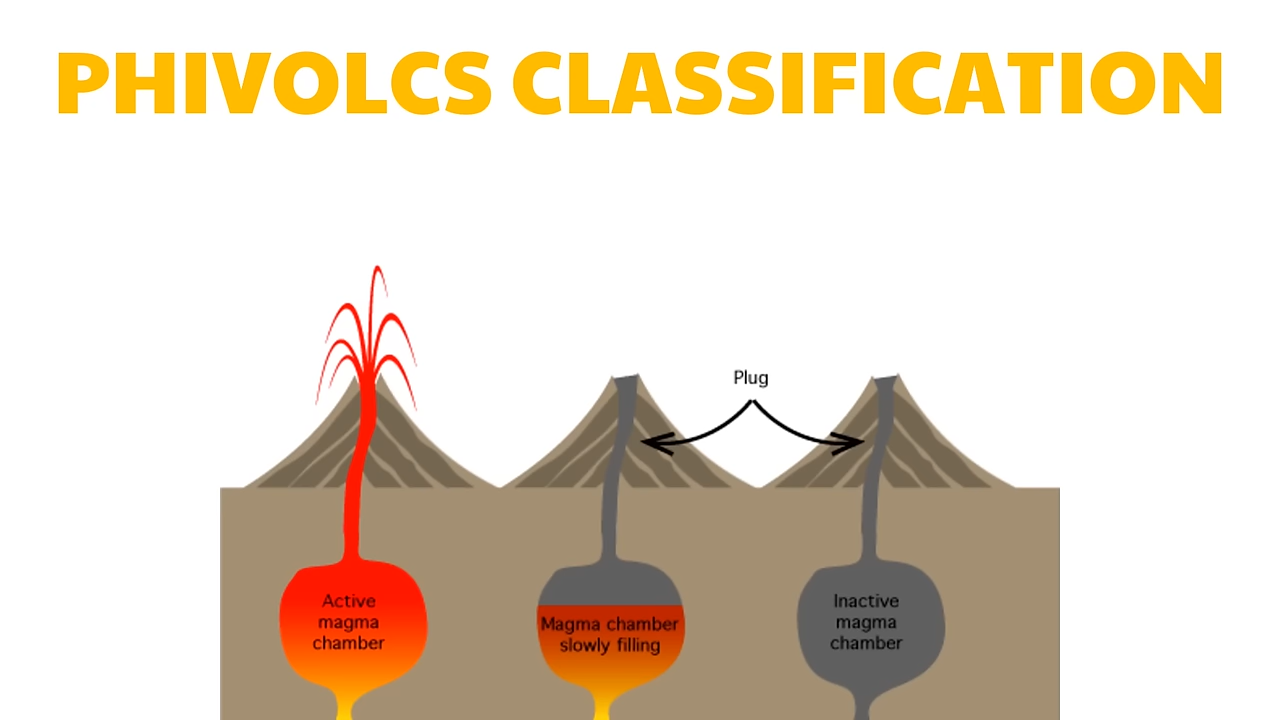 PHIVOLCS CLASSIFICATION
Plug
Active
magma
chamber
Magma chamber
slowly filling
Inactive
magma
chamber